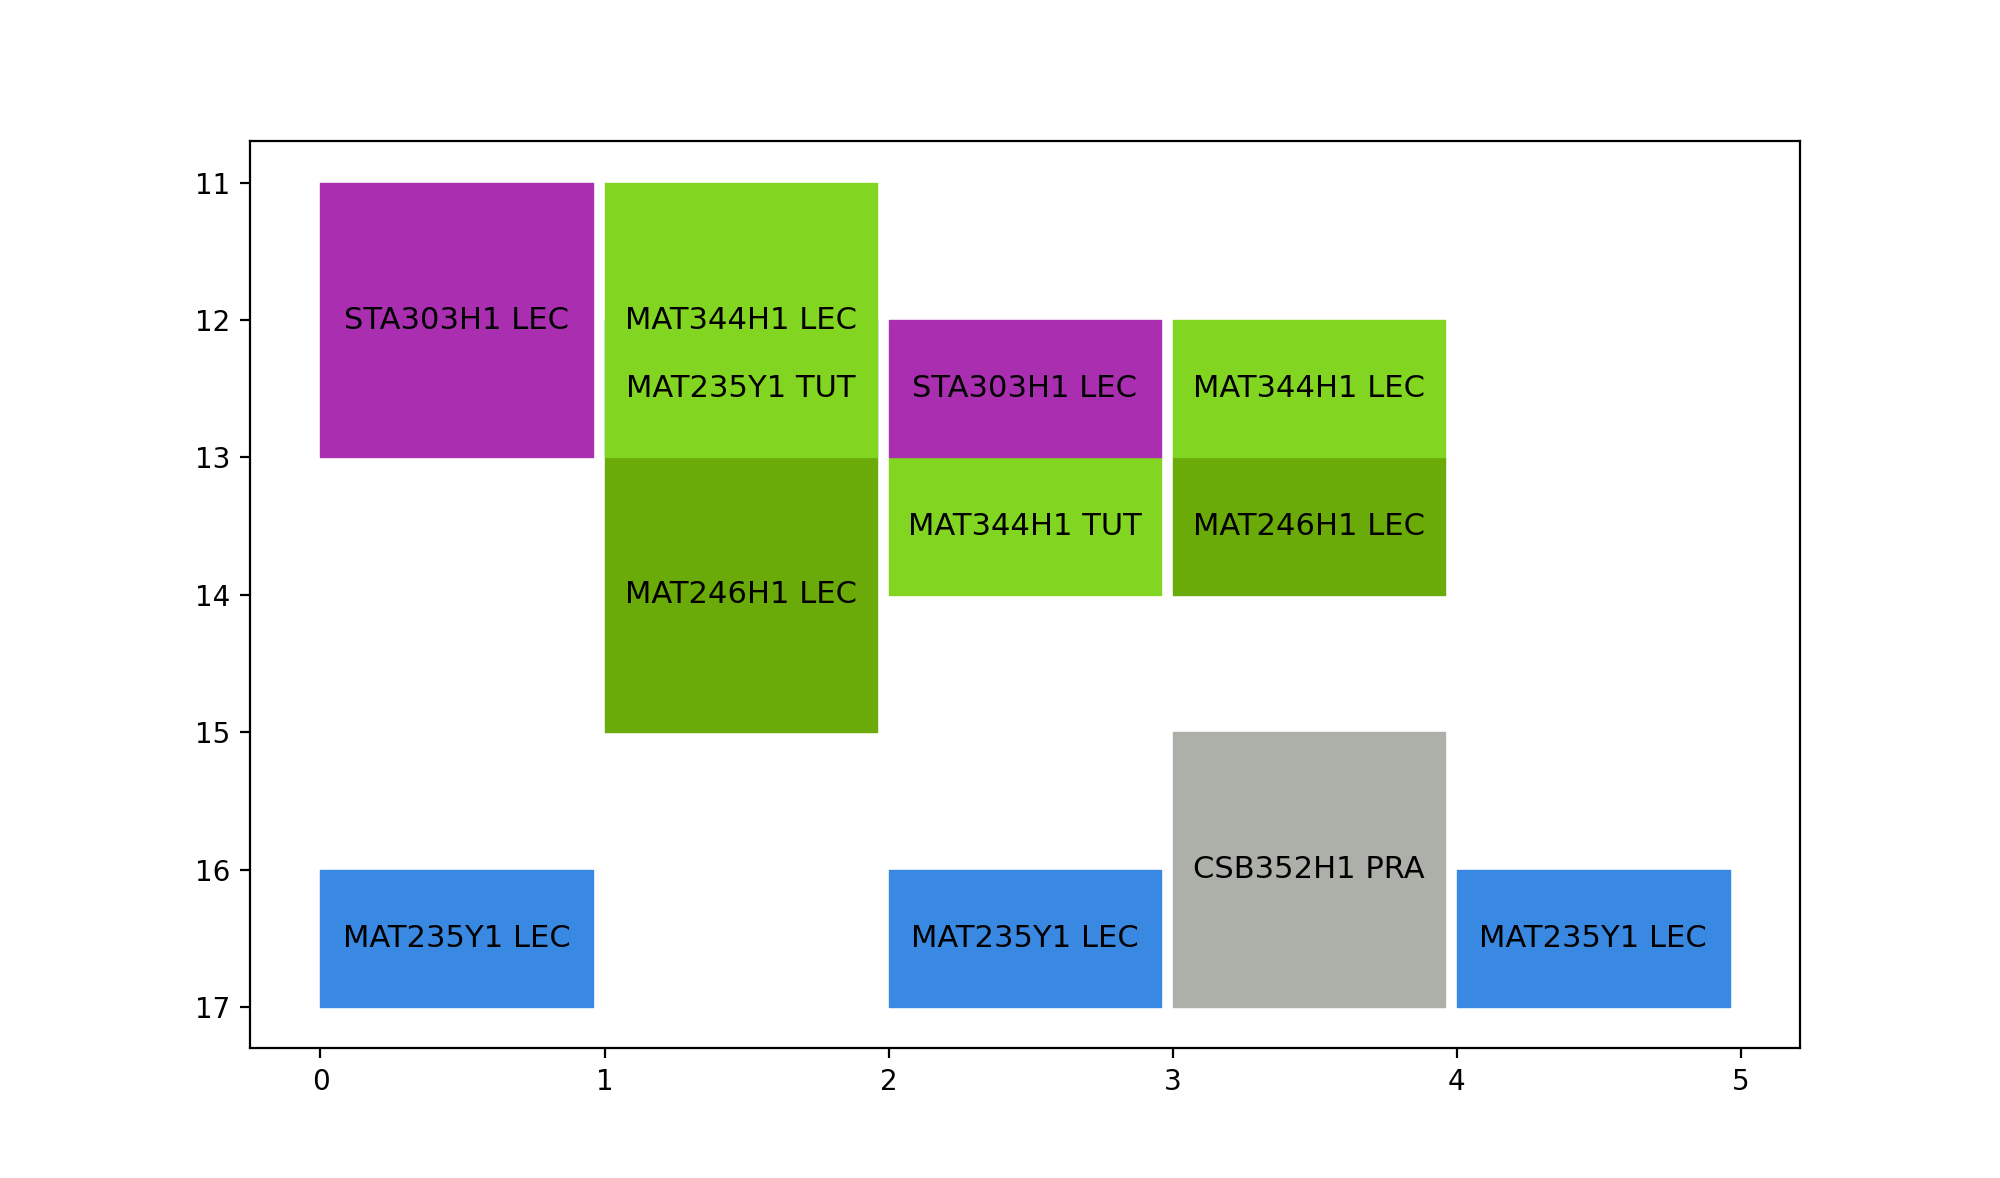 11
STA303H1 LEC
MAT344H1 LEC
12
MAT235Y1 TUT
STA303H1 LEC
MAT344H1 LEC
13
MAT344H1 TUT
MAT246H1 LEC
MAT246H1 LEC
14
15
CSB352H1 PRA
16
MAT235Y1 LEC
MAT235Y1 LEC
MAT235Y1 LEC
17
0 1 2 3 4 5